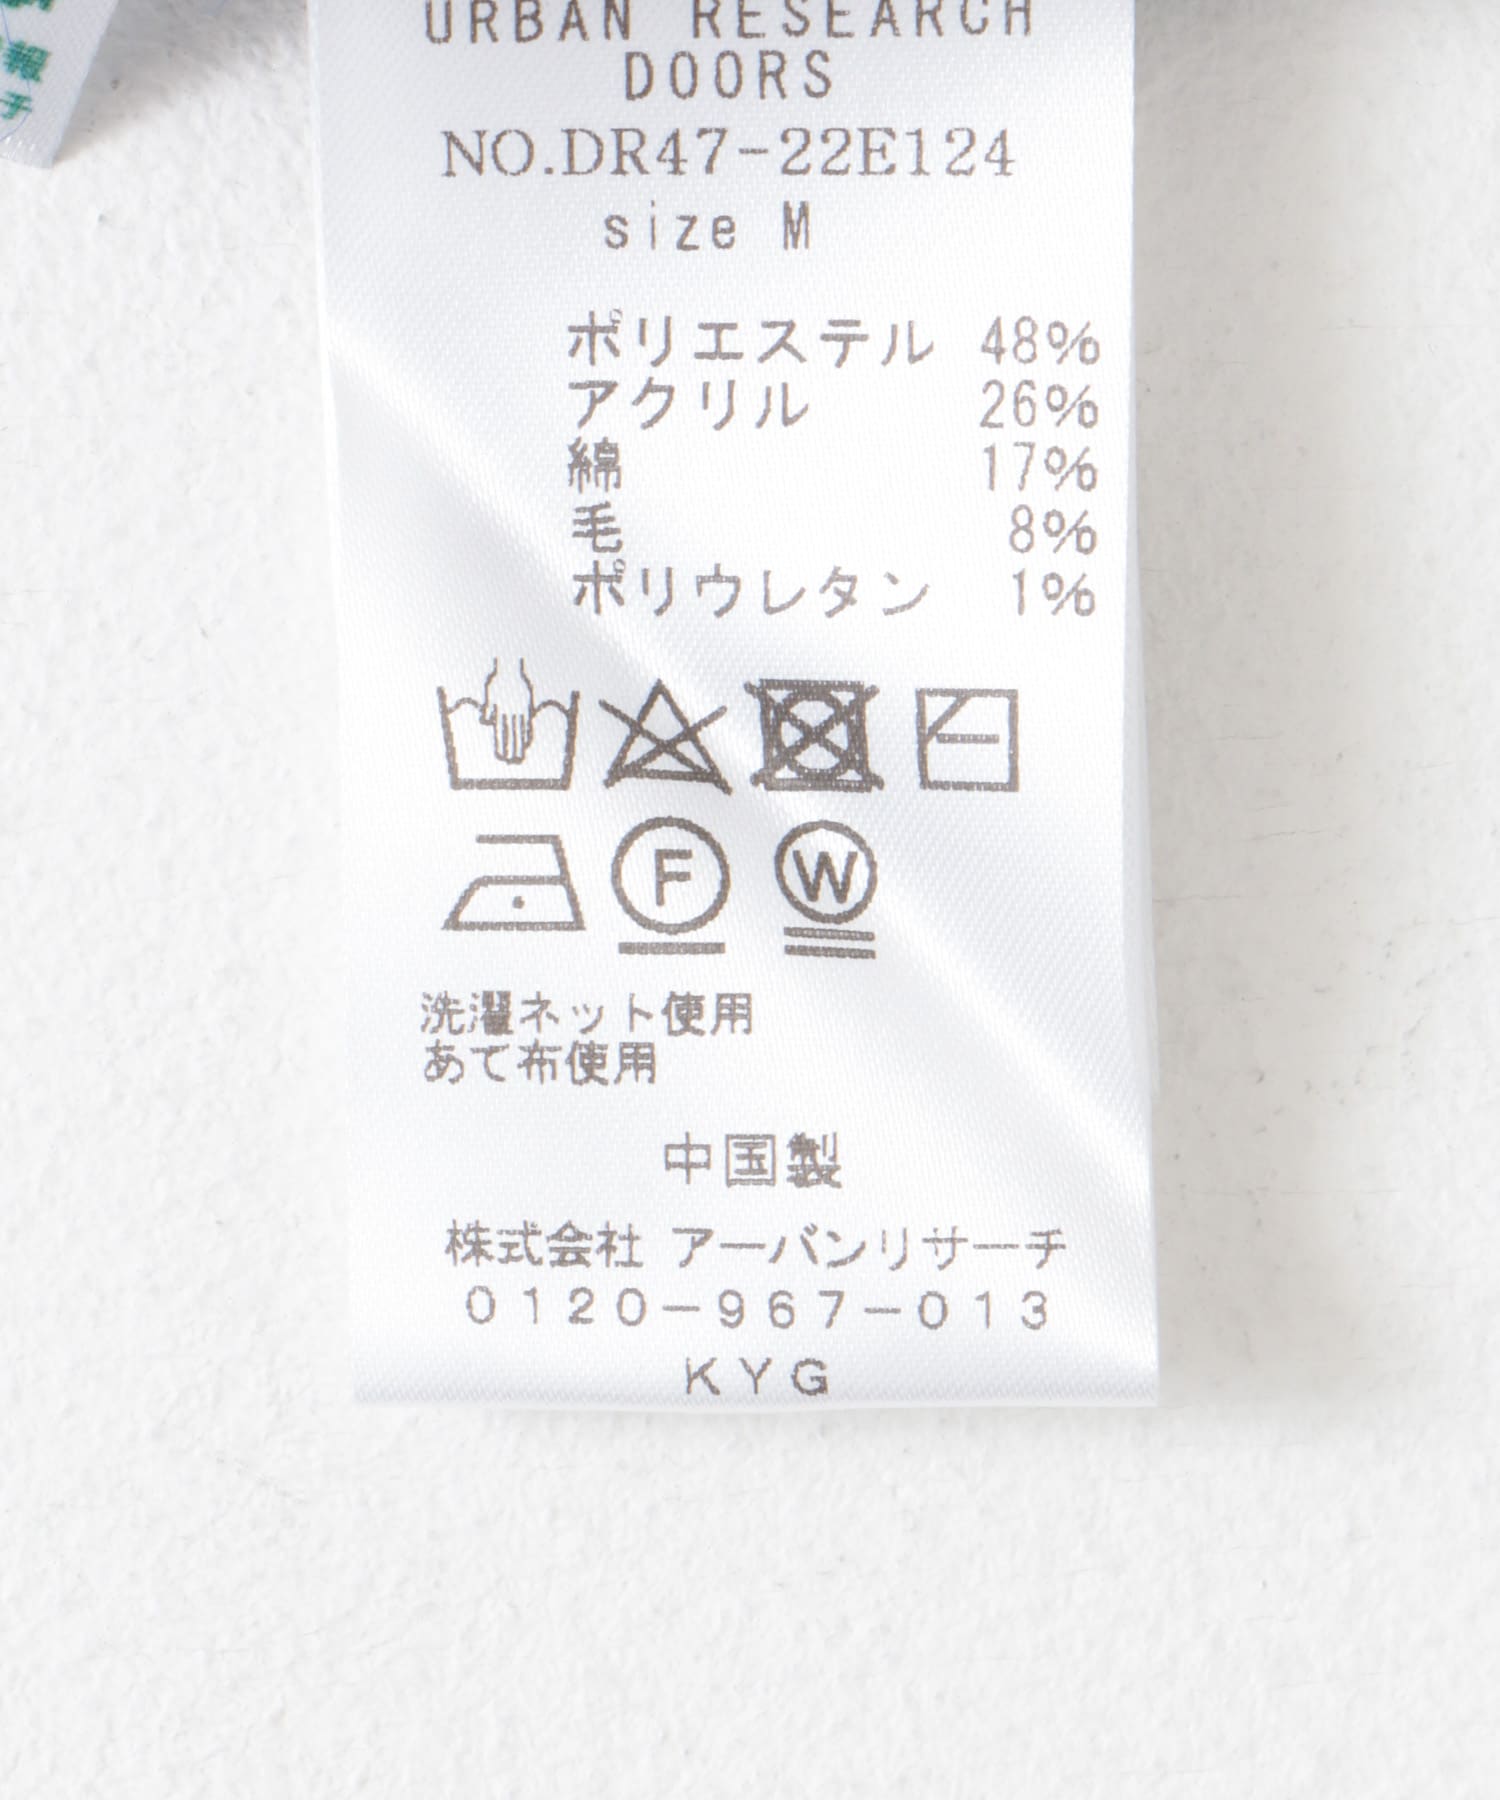 報
子
URBAN RESEARCH
DOORS
NO.DR47-22E124
size M
ポリエステル 48%
アクリル 26%
綿 17%
毛 8%
ポリウレタン 1%
F
W
洗濯ネット使用
あて布使用
中国製
株式会社 アーバンリサーチ
0120-967-013
KYG